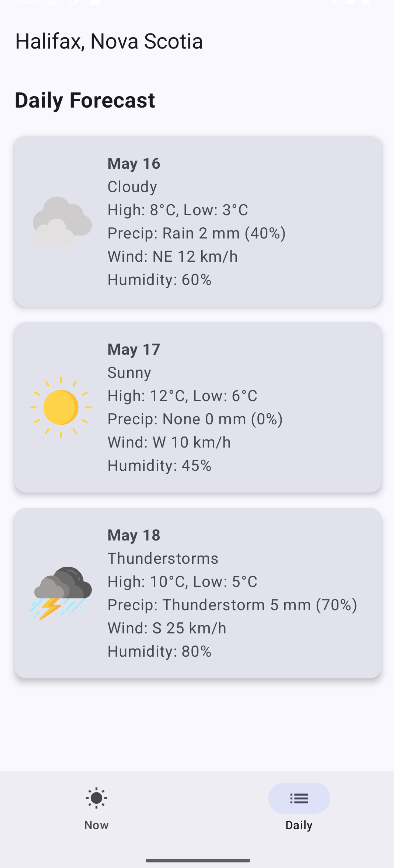 Halifax, Nova Scotia
Daily Forecast
May 16
Cloudy
High: 8°C, Low: 3°C
Precip: Rain 2 mm (40%)
Wind: NE 12 km/h
Humidity: 60%
May 17
Sunny
High: 12°C, Low: 6°C
Precip: None 0 mm (0%)
Wind: W 10 km/h
Humidity: 45%
May 18
Thunderstorms
High: 10°C, Low: 5°C
Precip: Thunderstorm 5 mm (70%)
Wind: S 25 km/h
Humidity: 80%
Now
Daily